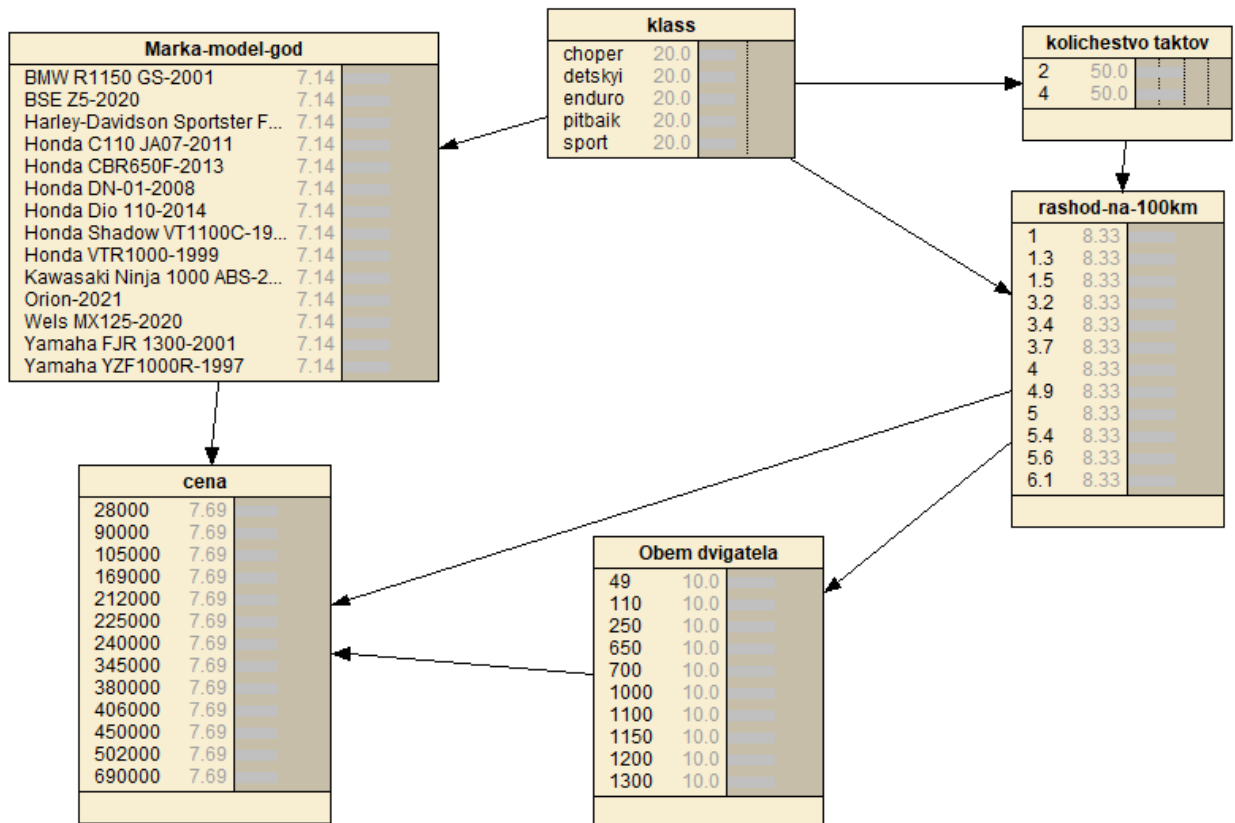 Marka-model-god
BMW R1150 GS-2001 7.14
BSE Z5-2020 7.14
Harley-Davidson Sportster F... 7.14
Honda C110 JA07-2011 7.14
Honda CBR650F-2013 7.14
Honda DN-01-2008 7.14
Honda Dio 110-2014 7.14
Honda Shadow VT1100C-19... 7.14
Honda VTR1000-1999 7.14
Kawasaki Ninja 1000 ABS-2... 7.14
Orion-2021 7.14
Wels MX125-2020 7.14
Yamaha FJR 1300-2001 7.14
Yamaha YZF1000R-1997 7.14
klass
choper 20.0
detskyi 20.0
enduro 20.0
pitbaik 20.0
sport 20.0
kolichestvo taktov
2 50.0
4 50.0
rashod-na-100km
1 8.33
1.3 8.33
1.5 8.33
3.2 8.33
3.4 8.33
3.7 8.33
4 8.33
4.9 8.33
5 8.33
5.4 8.33
5.6 8.33
6.1 8.33
cena
28000 7.69
90000 7.69
105000 7.69
169000 7.69
212000 7.69
225000 7.69
240000 7.69
345000 7.69
380000 7.69
406000 7.69
450000 7.69
502000 7.69
690000 7.69
Obem dvigatela
49 10.0
110 10.0
250 10.0
650 10.0
700 10.0
1000 10.0
1100 10.0
1150 10.0
1200 10.0
1300 10.0